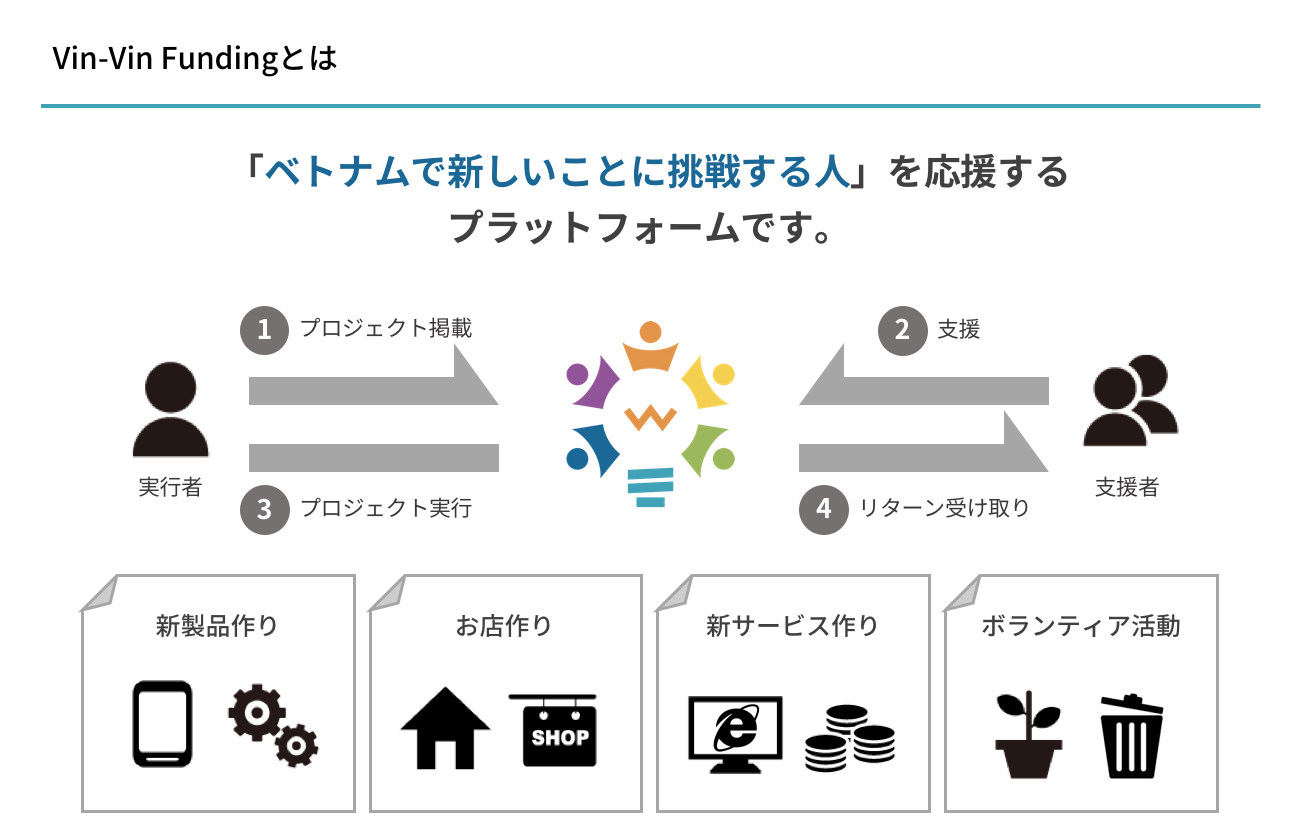 Vin-Vin Fundingとは
「ベトナムで新しいことに挑戦する人」を応援する
プラットフォームです。
1 プロジェクト掲載
2 支援
実行者
支援者
3 プロジェクト実行
4 リターン受け取り
新製品作り
お店作り
新サービス作り
ボランティア活動
SHOP